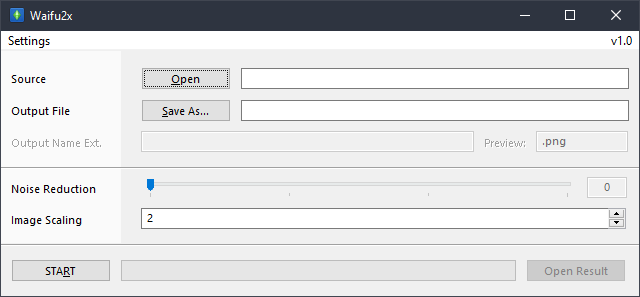 Waifu2x
Settings v1.0
Source Open
Output File Save As...
Output Name Ext. Preview: .png
Noise Reduction 0
Image Scaling 2
START Open Result